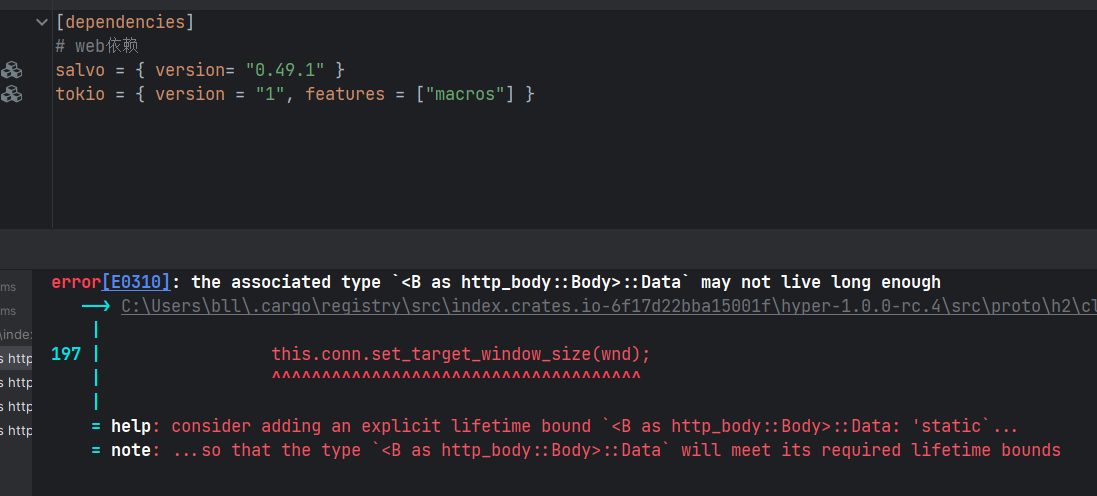 [dependencies]
# web依赖
salvo = { version= "0.49.1" }
tokio = { version = "1", features = ["macros"] }
ms
error[E0310]: the associated type `<B as http_body::Body>::Data` may not live long enough
ms
--> C:\Users\bll\.cargo\registry\src\index.crates.io-6f17d22bba15001f\hyper-1.0.0-rc.4\src\proto\h2\cl
\index
|
s http
197 | this.conn.set_target_window_size(wnd);
s http
| ^^^^^^^^^^^^^^^^^^^^^^^^^^^^^^^^^^^^^
s http
|
s http
= help: consider adding an explicit lifetime bound `<B as http_body::Body>::Data: 'static`...
= note: ...so that the type `<B as http_body::Body>::Data` will meet its required lifetime bounds